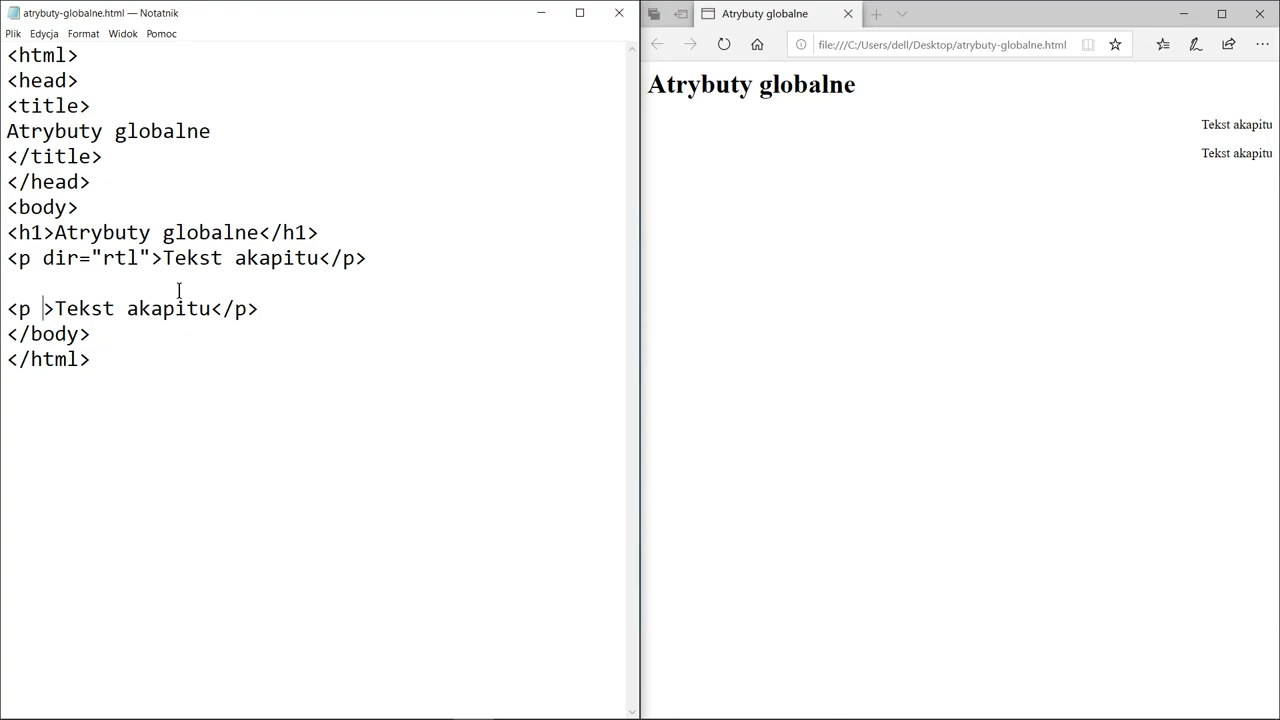 atrybuty-globalne.html — Notatnik
Plik Edycja Format Widok Pomoc
<html>
<head>
<title>
Atrybuty globalne
</title>
</head>
<body>
<h1>Atrybuty globalne</h1>
<p dir="rtl">Tekst akapitu</p>
<p >Tekst akapitu</p>
</body>
</html>
Atrybuty globalne
file:///C:/Users/dell/Desktop/atrybuty-globalne.html
Atrybuty globalne
Tekst akapitu
Tekst akapitu